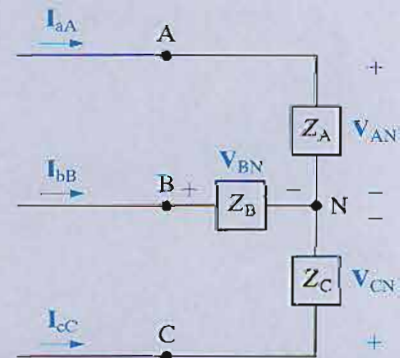 I_aA
A
+
Z_A V_AN
V_BN
I_bB
B + Z_B − N −
−
Z_C V_CN
I_cC
C
+